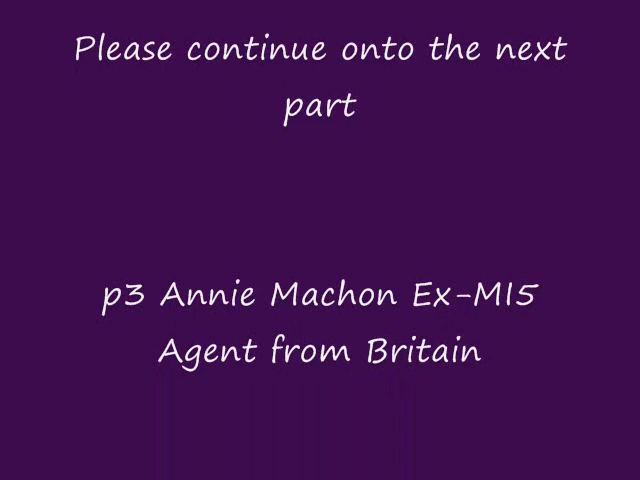 Please continue onto the next
part
p3 Annie Machon Ex-MI5
Agent from Britain